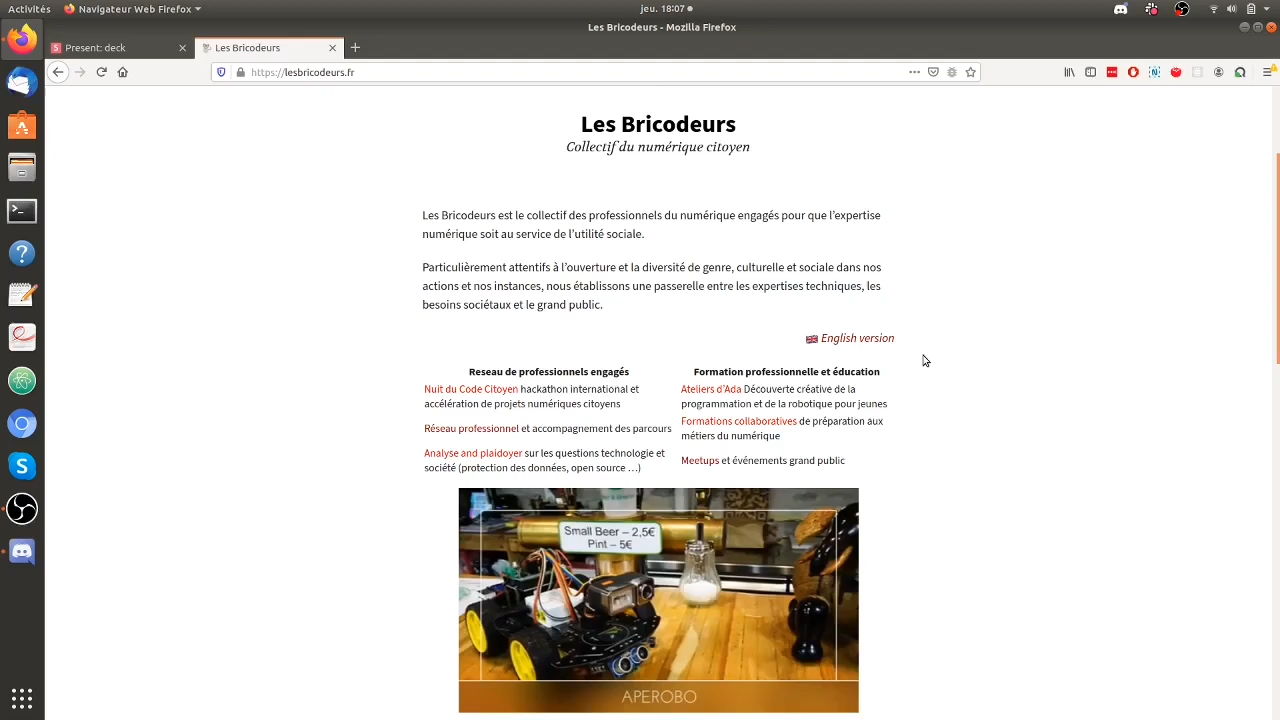 Activités
Navigateur Web Firefox
jeu. 18:07
Les Bricodeurs - Mozilla Firefox
Present: deck
Les Bricodeurs
https://lesbricodeurs.fr
Les Bricodeurs
Collectif du numérique citoyen
Les Bricodeurs est le collectif des professionnels du numérique engagés pour que l’expertise
numérique soit au service de l’utilité sociale.
Particulièrement attentifs à l’ouverture et la diversité de genre, culturelle et sociale dans nos
actions et nos instances, nous établissons une passerelle entre les expertises techniques, les
besoins sociétaux et le grand public.
English version
Reseau de professionnels engagés
Nuit du Code Citoyen hackathon international et
accélération de projets numériques citoyens
Réseau professionnel et accompagnement des parcours
Analyse and plaidoyer sur les questions technologie et
société (protection des données, open source …)
Formation professionnelle et éducation
Ateliers d’Ada Découverte créative de la
programmation et de la robotique pour jeunes
Formations collaboratives de préparation aux
métiers du numérique
Meetups et événements grand public
Small Beer – 2,5€
Pint – 5€
APEROBO